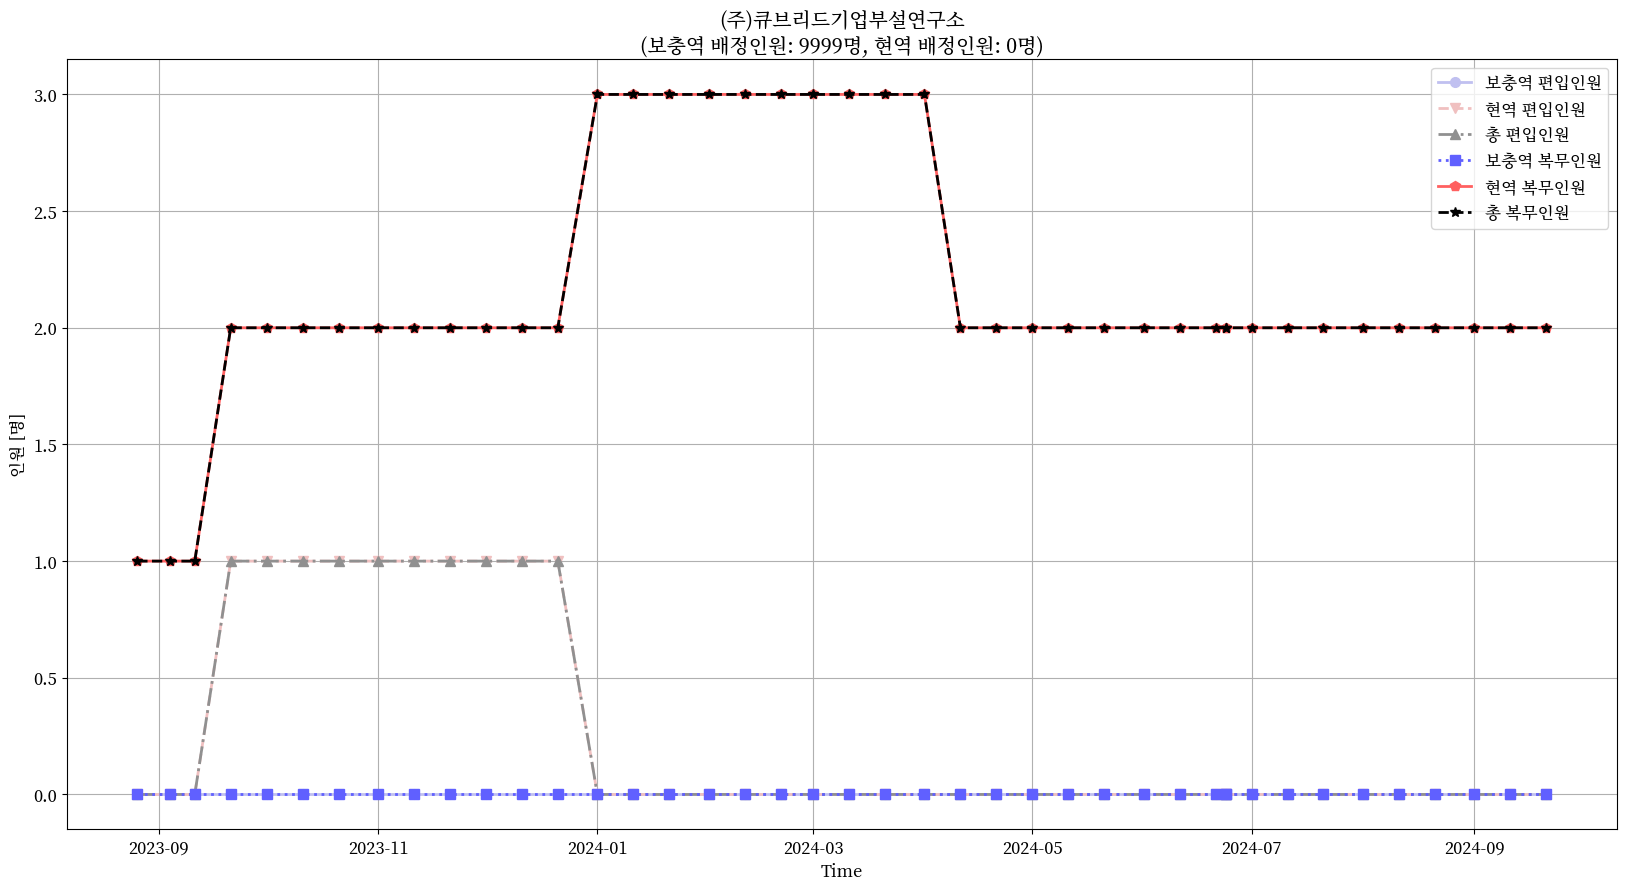 (주)큐브리드기업부설연구소
(보충역 배정인원: 9999명, 현역 배정인원: 0명)
보충역 편입인원
현역 편입인원
총 편입인원
보충역 복무인원
현역 복무인원
총 복무인원
인원 [명]
3.0
2.5
2.0
1.5
1.0
0.5
0.0
2023-09
2023-11
2024-01
2024-03
2024-05
2024-07
2024-09
Time